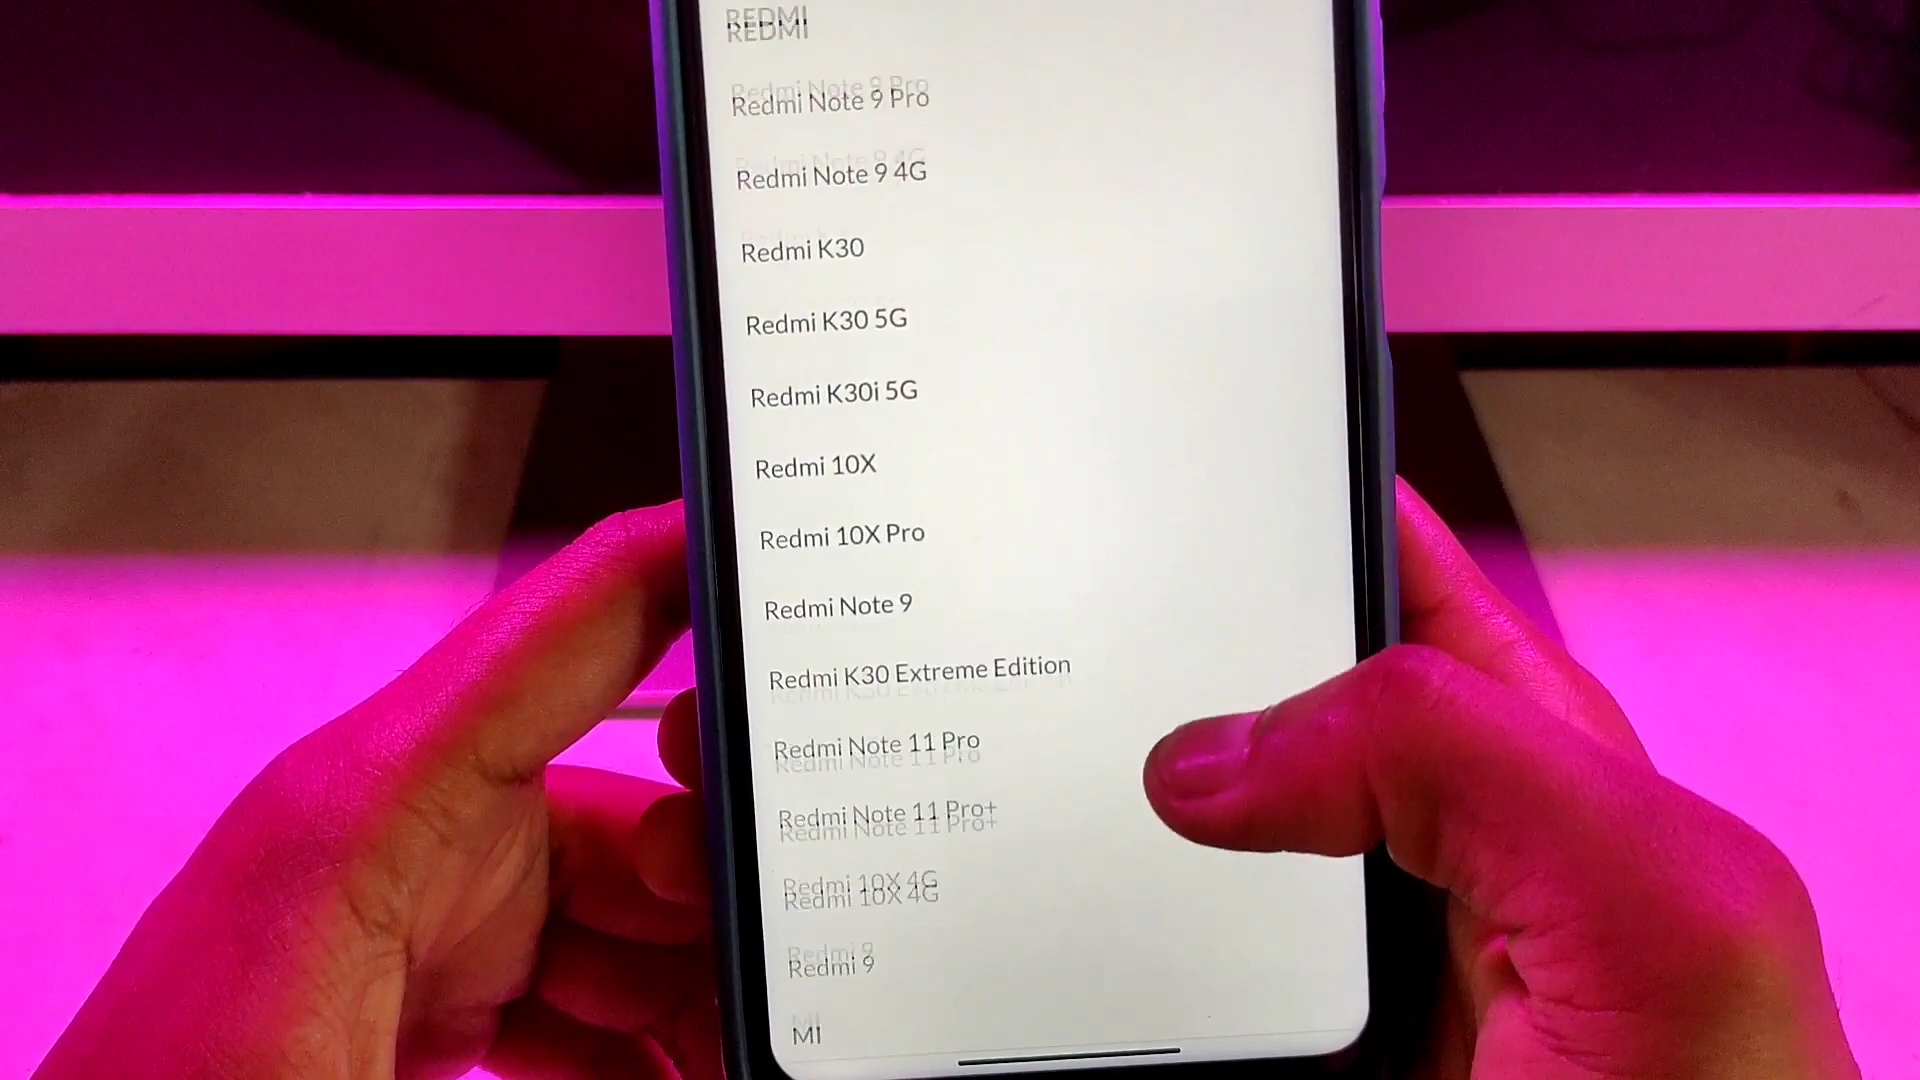 REDMI
Redmi Note 9 Pro
Redmi Note 9 4G
Redmi K30
Redmi K30 5G
Redmi K30i 5G
Redmi 10X
Redmi 10X Pro
Redmi Note 9
Redmi K30 Extreme Edition
Redmi Note 11 Pro
Redmi Note 11 Pro+
Redmi 10X 4G
Redmi 9
MI